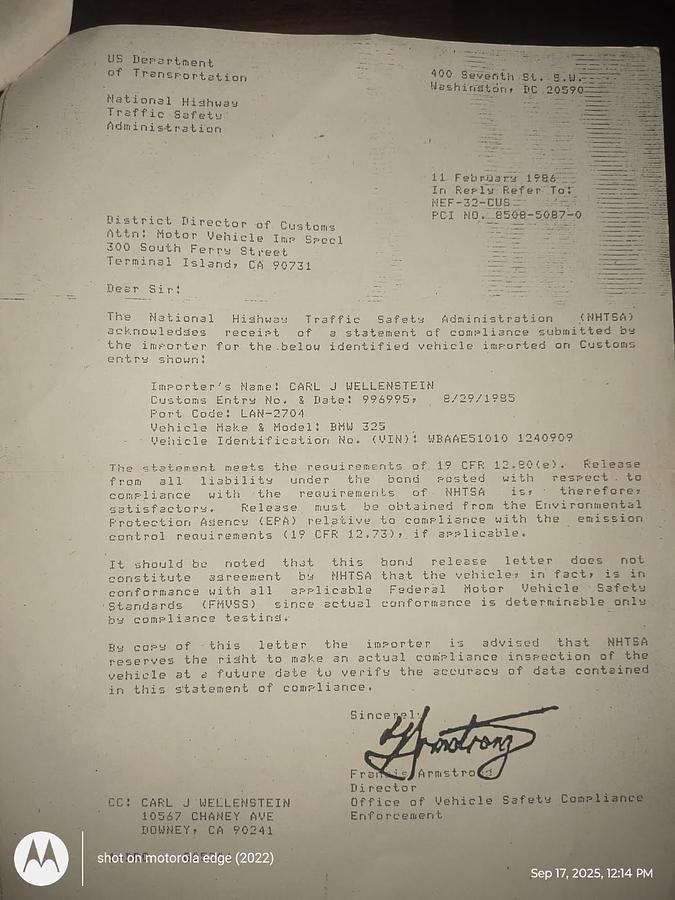 US Department
of Transportation
400 Seventh St. S.W.
Washington, DC 20590
National Highway
Traffic Safety
Administration
11 February 1986
In Reply Refer To:
NEF-32-CUS
PCI NO. 8508-5087-0
District Director of Customs
Attn: Motor Vehicle Imp Specl
300 South Ferry Street
Terminal Island, CA 90731
Dear Sir:
The National Highway Traffic Safety Administration (NHTSA)
acknowledges receipt of a statement of compliance submitted by
the importer for the below identified vehicle imported on Customs
entry shown:
Importer's Name: CARL J WELLENSTEIN
Customs Entry No. & Date: 996995, 8/29/1985
Port Code: LAN-2704
Vehicle Make & Model: BMW 325
Vehicle Identification No. (VIN): WBAAE51010 1240909
The statement meets the requirements of 19 CFR 12.80(e). Release
from all liability under the bond posted with respect to
compliance with the requirements of NHTSA is, therefore,
satisfactory. Release must be obtained from the Environmental
Protection Agency (EPA) relative to compliance with the emission
control requirements (19 CFR 12.73), if applicable.
It should be noted that this bond release letter does not
constitute agreement by NHTSA that the vehicle, in fact, is in
conformance with all applicable Federal Motor Vehicle Safety
Standards (FMVSS) since actual conformance is determinable only
by compliance testing.
By copy of this letter the importer is advised that NHTSA
reserves the right to make an actual compliance inspection of the
vehicle at a future date to verify the accuracy of data contained
in this statement of compliance.
Sincerely
Armstrong
Francis Armstrong
Director
Office of Vehicle Safety Compliance
Enforcement
CC: CARL J WELLENSTEIN
10567 CHANEY AVE
DOWNEY, CA 90241
shot on motorola edge (2022)
Sep 17, 2025, 12:14 PM